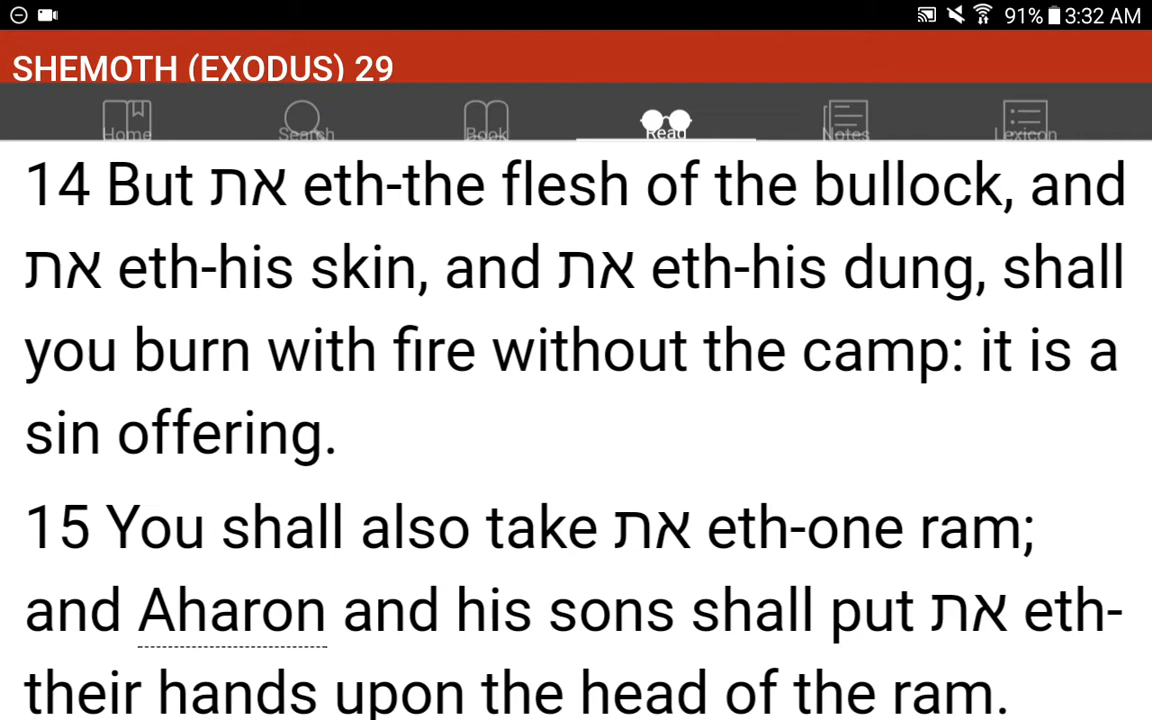 91% 3:32 AM
SHEMOTH (EXODUS) 29
Home Search Book Read Notes Lexicon
14 But את eth-the flesh of the bullock, and
את eth-his skin, and את eth-his dung, shall
you burn with fire without the camp: it is a
sin offering.
15 You shall also take את eth-one ram;
and Aharon and his sons shall put את eth-
their hands upon the head of the ram.